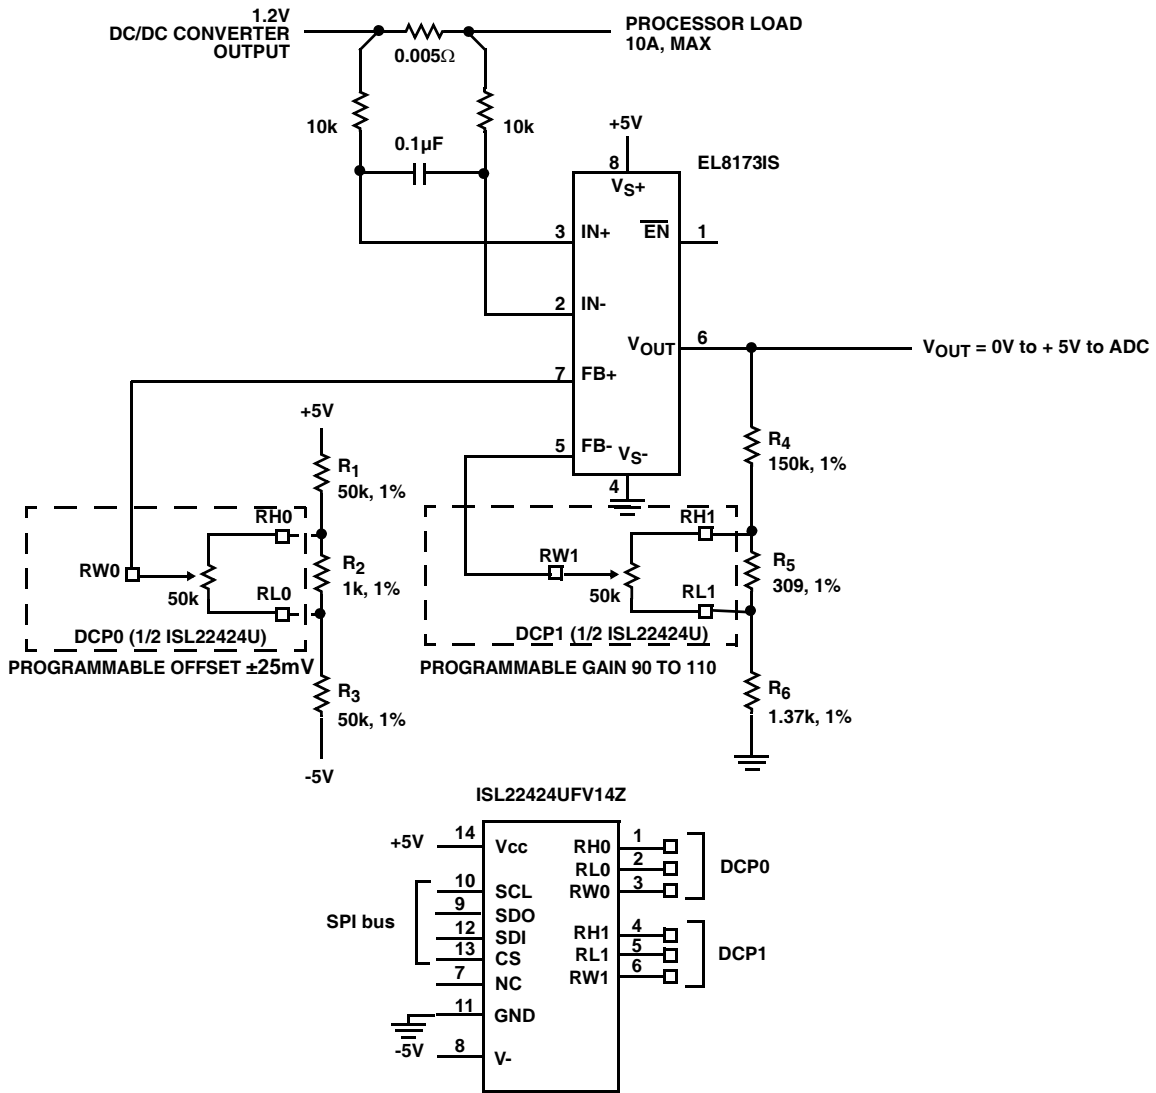 1.2V
DC/DC CONVERTER
OUTPUT
PROCESSOR LOAD
10A, MAX
0.005Ω
10k
10k
0.1µF
+5V
EL8173IS
8
VS+
3
IN+
EN
1
2
IN-
VOUT
6
VOUT = 0V to + 5V to ADC
7
FB+
5
FB-
VS-
4
+5V
R1
50k, 1%
R4
150k, 1%
RH0
RW0
50k
RL0
R2
1k, 1%
DCP0 (1/2 ISL22424U)
PROGRAMMABLE OFFSET ±25mV
R3
50k, 1%
-5V
RH1
RW1
50k
RL1
R5
309, 1%
DCP1 (1/2 ISL22424U)
PROGRAMMABLE GAIN 90 TO 110
R6
1.37k, 1%
ISL22424UFV14Z
+5V
14
Vcc
RH0
1
RL0
2
RW0
3
DCP0
SPI bus
10
SCL
9
SDO
12
SDI
13
CS
7
NC
RH1
4
RL1
5
RW1
6
DCP1
11
GND
-5V
8
V-